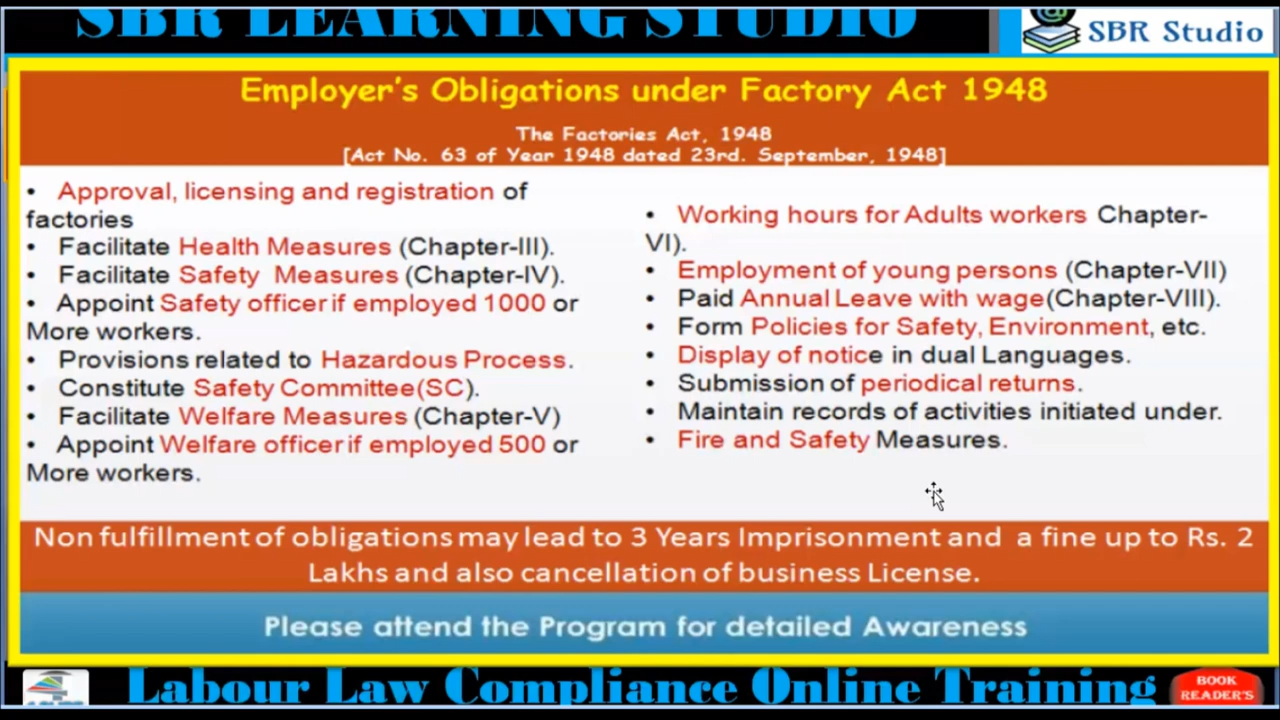 SBR LEARNING STUDIO
SBR Studio
Employer's Obligations under Factory Act 1948
The Factories Act, 1948
[Act No. 63 of Year 1948 dated 23rd. September, 1948]
• Approval, licensing and registration of
factories
• Facilitate Health Measures (Chapter-III).
• Facilitate Safety Measures (Chapter-IV).
• Appoint Safety officer if employed 1000 or
More workers.
• Provisions related to Hazardous Process.
• Constitute Safety Committee(SC).
• Facilitate Welfare Measures (Chapter-V)
• Appoint Welfare officer if employed 500 or
More workers.
• Working hours for Adults workers Chapter-
VI).
• Employment of young persons (Chapter-VII)
• Paid Annual Leave with wage(Chapter-VIII).
• Form Policies for Safety, Environment, etc.
• Display of notice in dual Languages.
• Submission of periodical returns.
• Maintain records of activities initiated under.
• Fire and Safety Measures.
Non fulfillment of obligations may lead to 3 Years Imprisonment and a fine up to Rs. 2
Lakhs and also cancellation of business License.
Please attend the Program for detailed Awareness
Labour Law Compliance Online Training
BOOK
READER'S